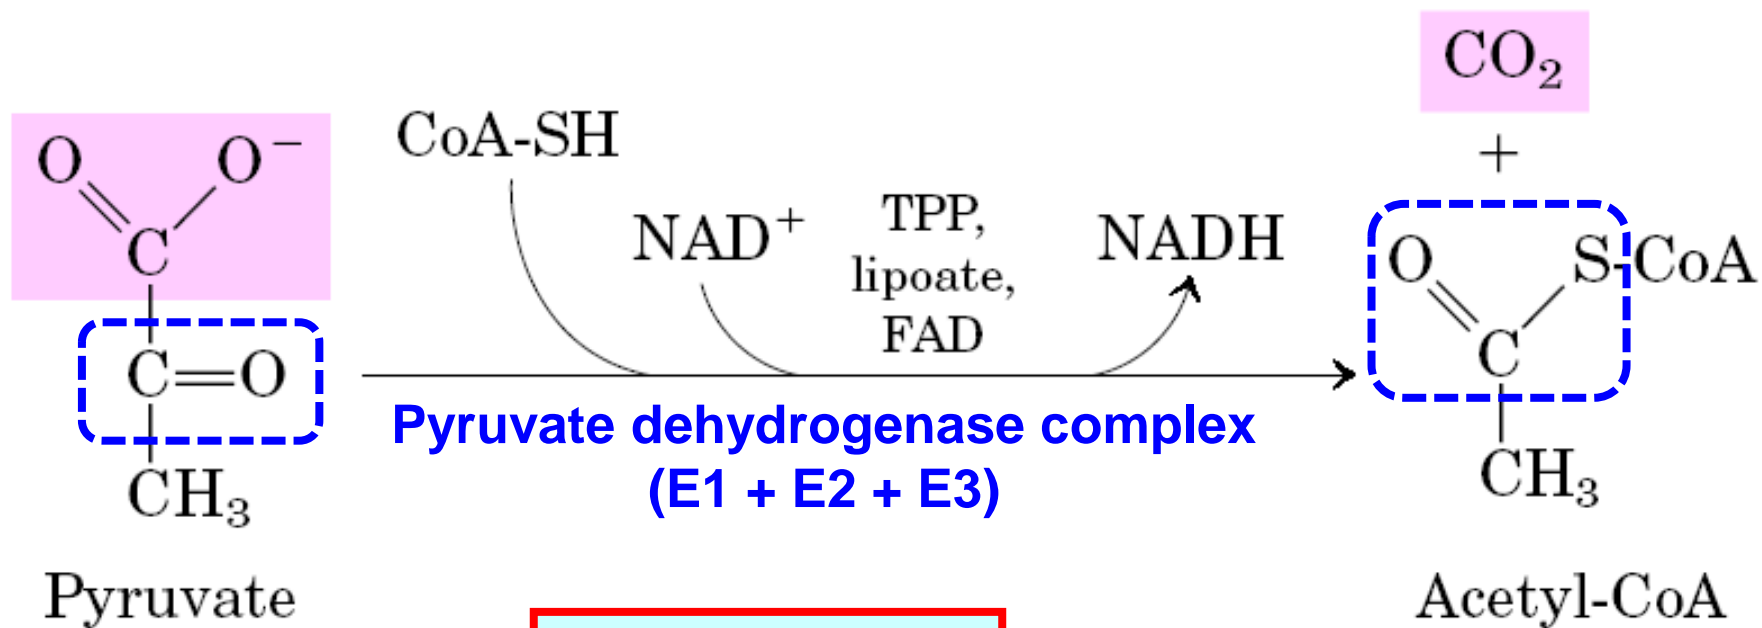 CO₂
+
O O⁻
C
C=O
CH₃
Pyruvate
CoA-SH
NAD⁺
TPP,
lipoate,
FAD
NADH
Pyruvate dehydrogenase complex
(E1 + E2 + E3)
O S-CoA
C
CH₃
Acetyl-CoA